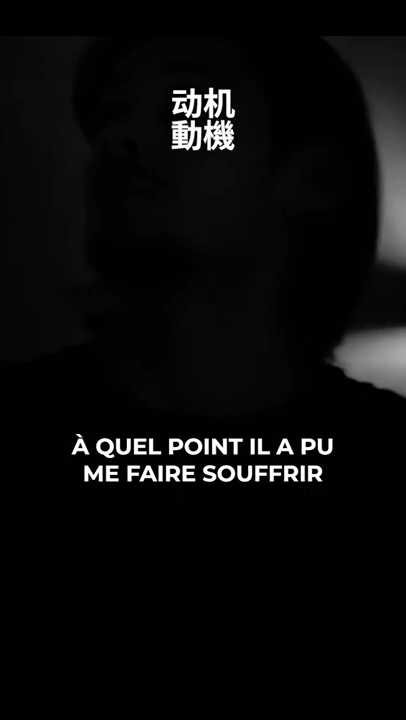 动机
動機
À QUEL POINT IL A PU
ME FAIRE SOUFFRIR